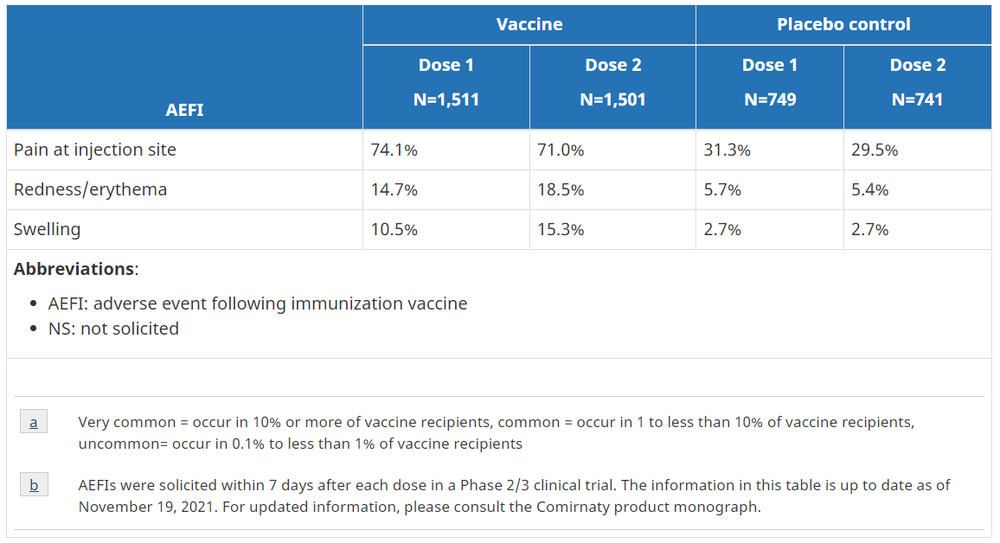 Vaccine Placebo control
AEFI Dose 1 Dose 2 Dose 1 Dose 2
N=1,511 N=1,501 N=749 N=741
Pain at injection site 74.1% 71.0% 31.3% 29.5%
Redness/erythema 14.7% 18.5% 5.7% 5.4%
Swelling 10.5% 15.3% 2.7% 2.7%
Abbreviations:
• AEFI: adverse event following immunization vaccine
• NS: not solicited
a Very common = occur in 10% or more of vaccine recipients, common = occur in 1 to less than 10% of vaccine recipients,
uncommon= occur in 0.1% to less than 1% of vaccine recipients
b AEFIs were solicited within 7 days after each dose in a Phase 2/3 clinical trial. The information in this table is up to date as of
November 19, 2021. For updated information, please consult the Comirnaty product monograph.